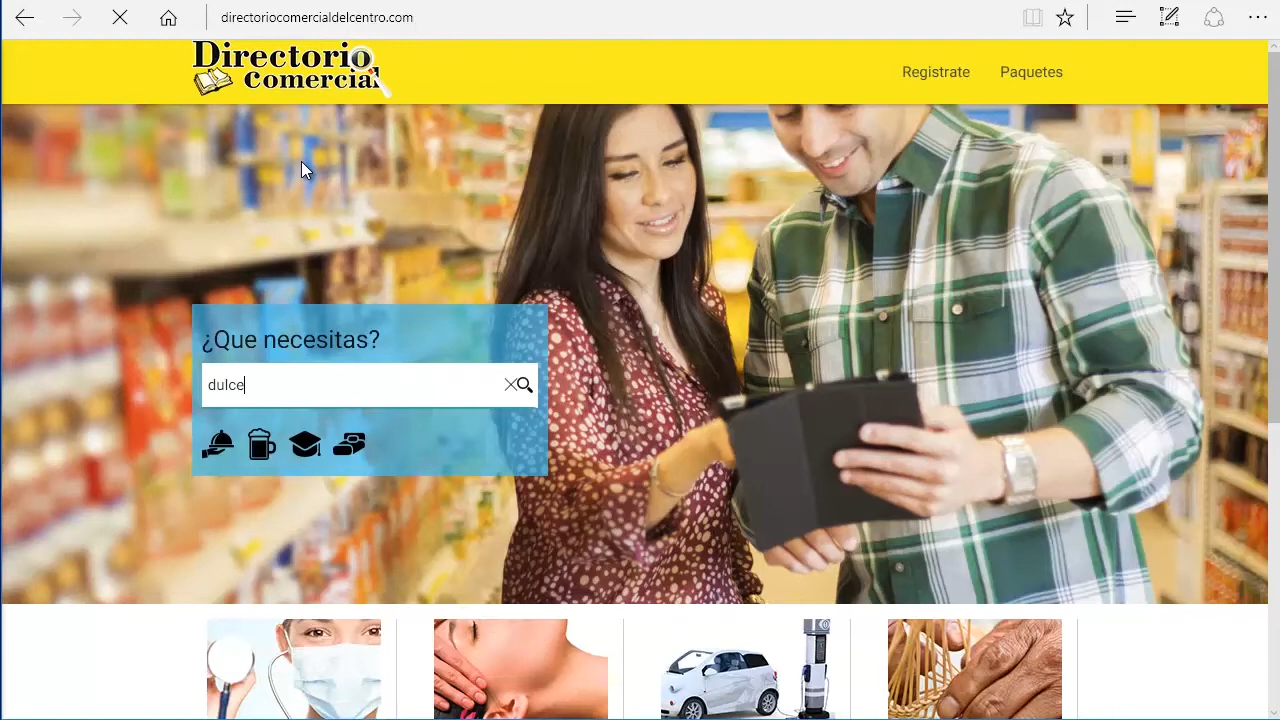 directoriocomercialdelcentro.com
Directorio
Comercial
Registrate Paquetes
¿Que necesitas?
dulce